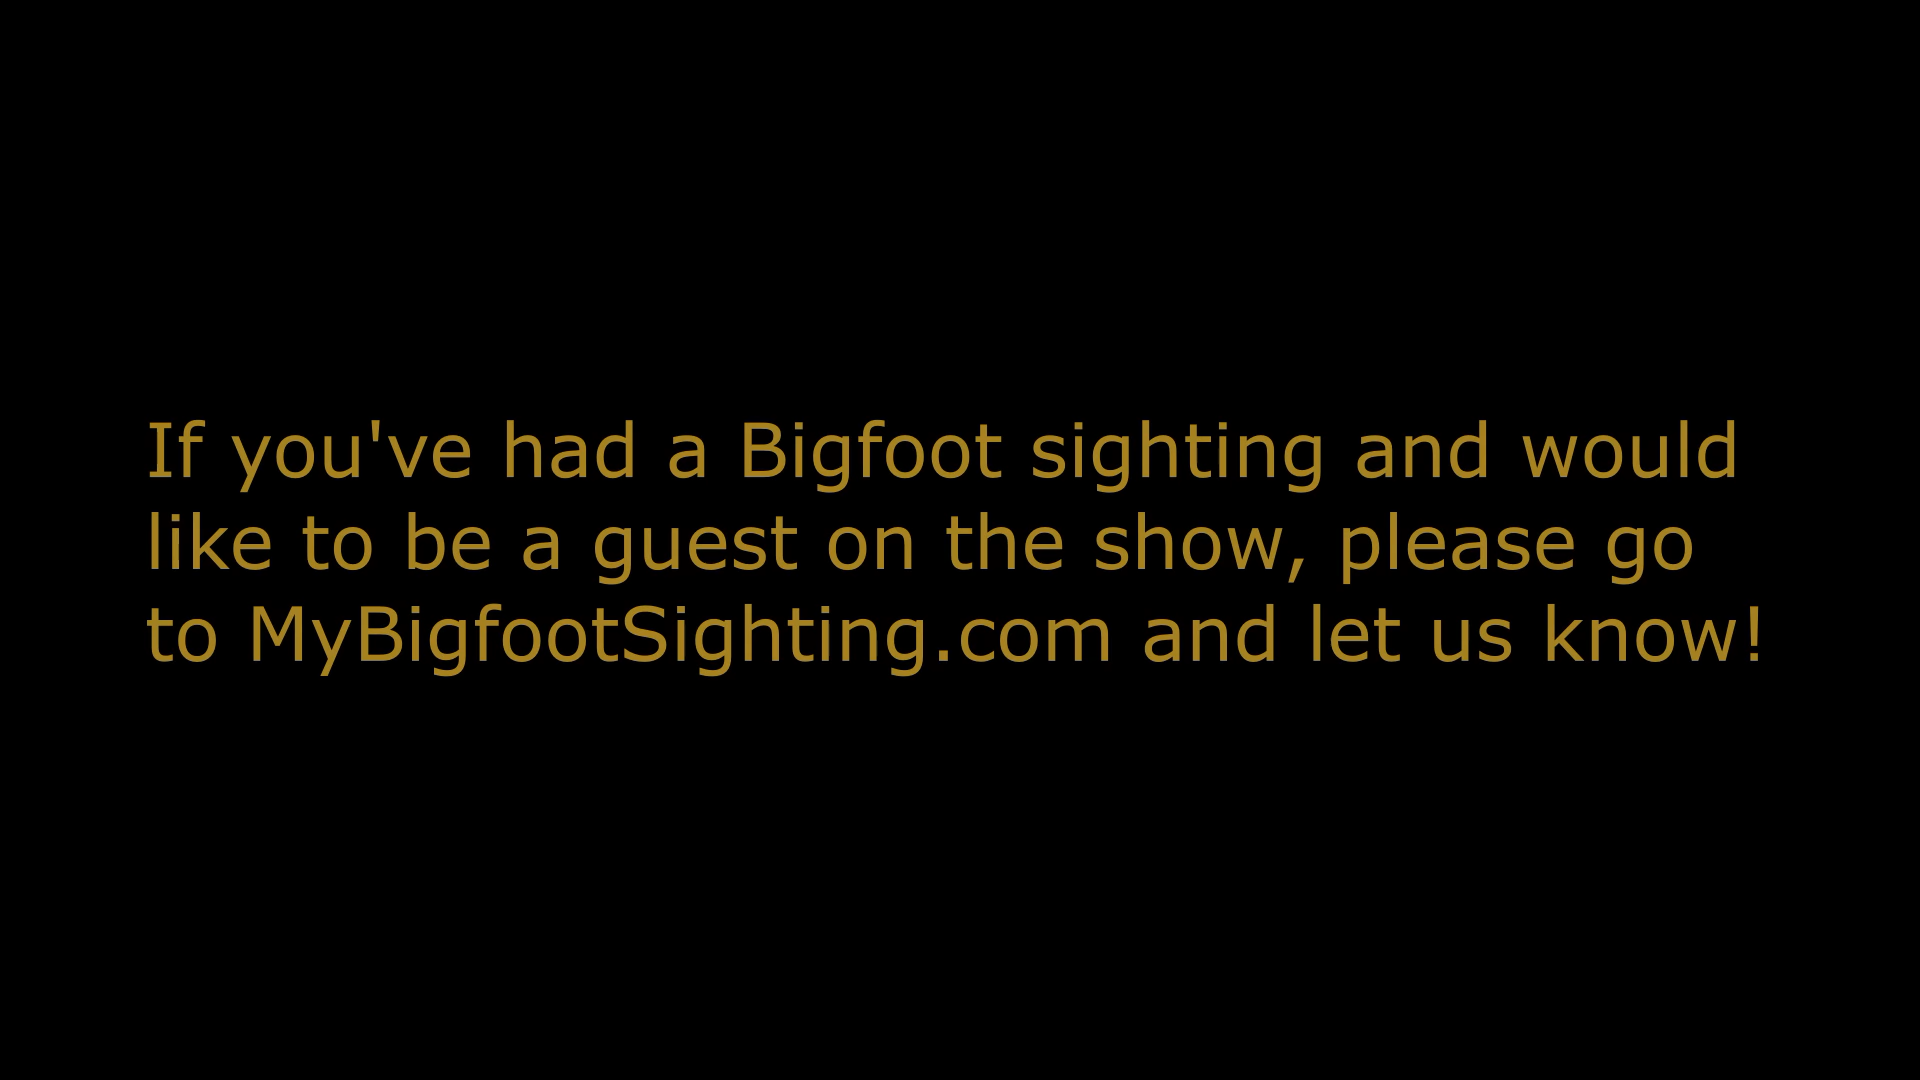 If you've had a Bigfoot sighting and would
like to be a guest on the show, please go
to MyBigfootSighting.com and let us know!